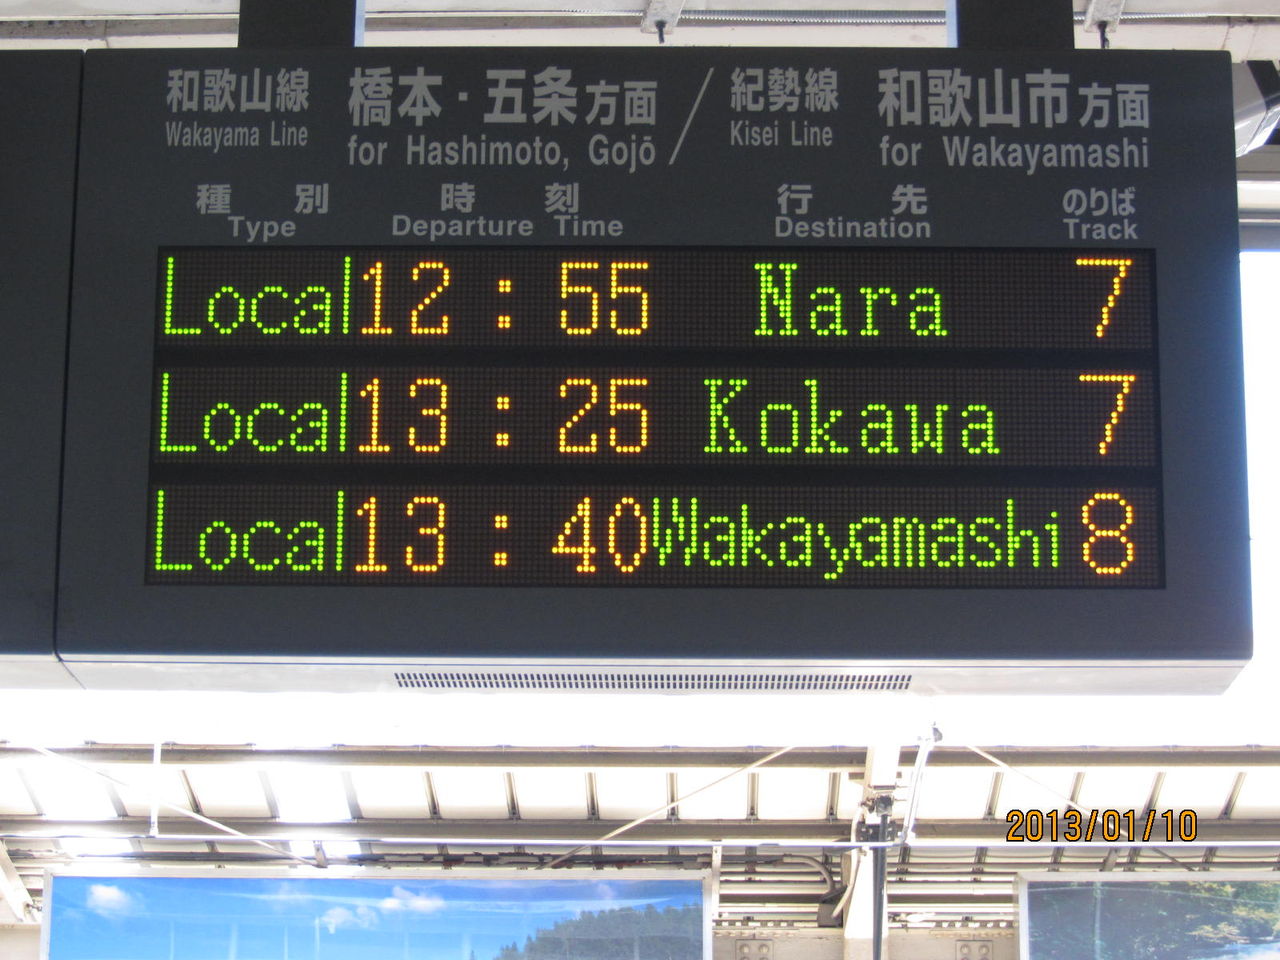 和歌山線 橋本・五条方面 / 紀勢線 和歌山市方面
Wakayama Line for Hashimoto, Gojō Kisei Line for Wakayamashi
種別 時刻 行先 のりば
Type Departure Time Destination Track
Local 12:55 Nara 7
Local 13:25 Kokawa 7
Local 13:40 Wakayamashi 8
2013/01/10